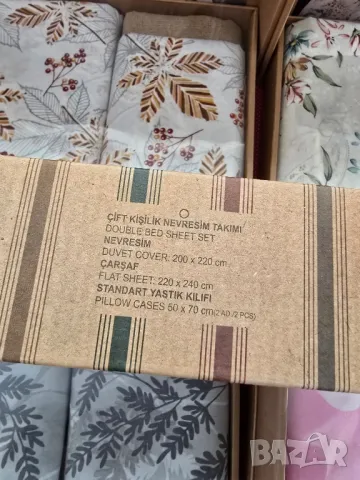 ÇİFT KİŞİLİK NEVRESİM TAKIMI
DOUBLE BED SHEET SET
NEVRESİM
DUVET COVER: 200 x 220 cm
ÇARŞAF
FLAT SHEET: 220 x 240 cm
STANDART YASTIK KILIFI
PILLOW CASES 50 x 70 cm (2 AD./2 PCS)
BAZAR
bg